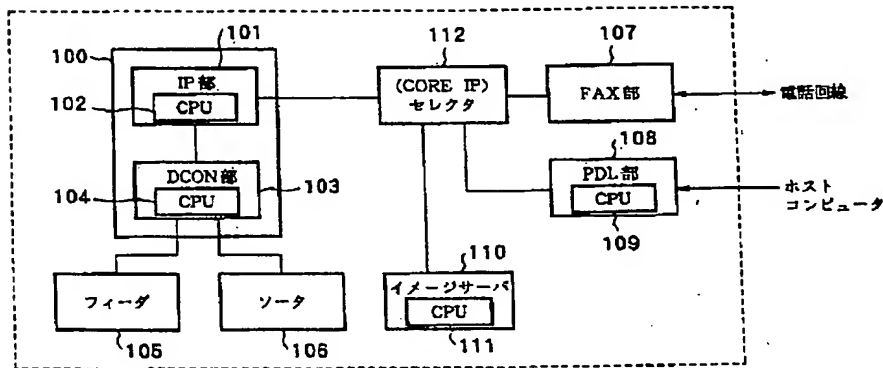 101
112
107
100
IP部
102
CPU
(CORE IP)
セレクタ
FAX部
電話回線
108
DCON部
103
104
CPU
PDL部
CPU
109
ホスト
コンピュータ
110
フィーダ
ソータ
イメージサーバ
CPU
105
106
111